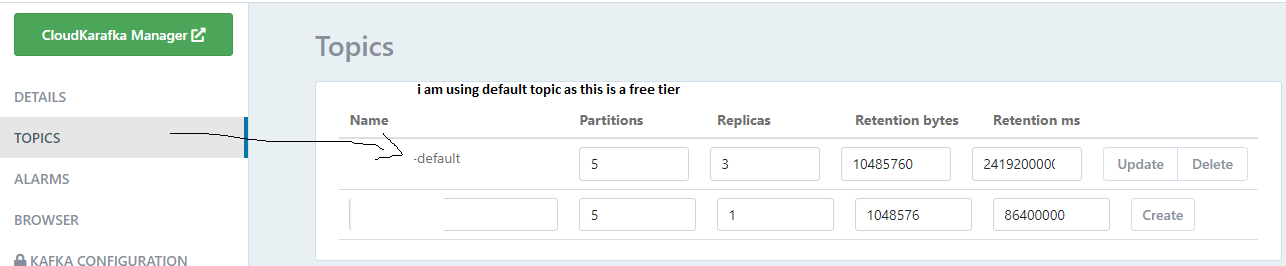 CloudKarafka Manager
Topics
i am using default topic as this is a free tier
DETAILS
Name Partitions Replicas Retention bytes Retention ms
TOPICS
-default 5 3 10485760 241920000 Update Delete
ALARMS
BROWSER
5 1 1048576 86400000 Create
KAFKA CONFIGURATION